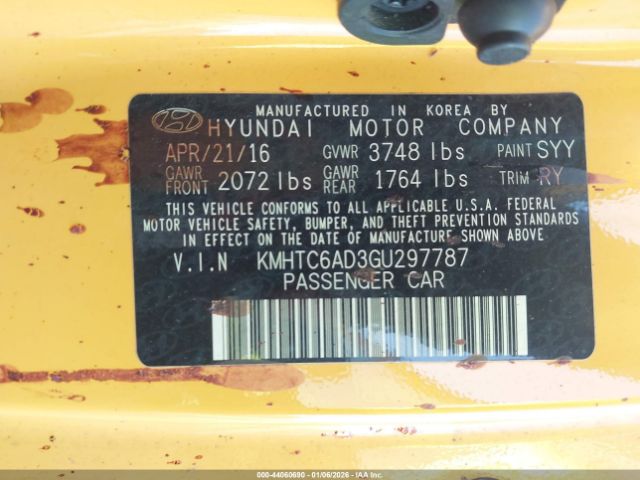 MANUFACTURED IN KOREA BY
HYUNDAI MOTOR COMPANY
APR/21/16 GVWR 3748 lbs PAINT SYY
GAWR FRONT 2072 lbs GAWR REAR 1764 lbs TRIM RY
THIS VEHICLE CONFORMS TO ALL APPLICABLE U.S.A. FEDERAL
MOTOR VEHICLE SAFETY, BUMPER, AND THEFT PREVENTION STANDARDS
IN EFFECT ON THE DATE OF MANUFACTURE SHOWN ABOVE.
V.I.N KMHTC6AD3GU297787
PASSENGER CAR
000-44060690 - 01/06/2026 - IAABRANDING.COM